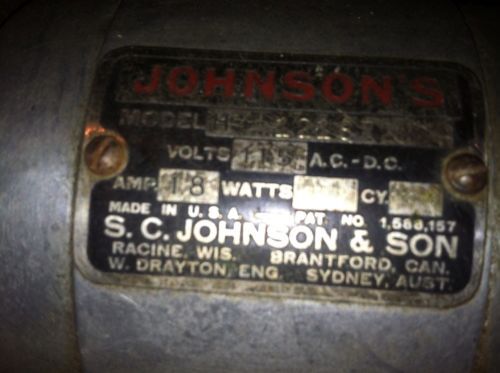 JOHNSON'S
MODEL
VOLTS 115 A.C.-D.C.
AMP. 1.8 WATTS CY.
MADE IN U.S.A. PAT. NO. 1,588,157
S. C. JOHNSON & SON
RACINE, WIS. BRANTFORD, CAN.
W. DRAYTON, ENG. SYDNEY, AUST.